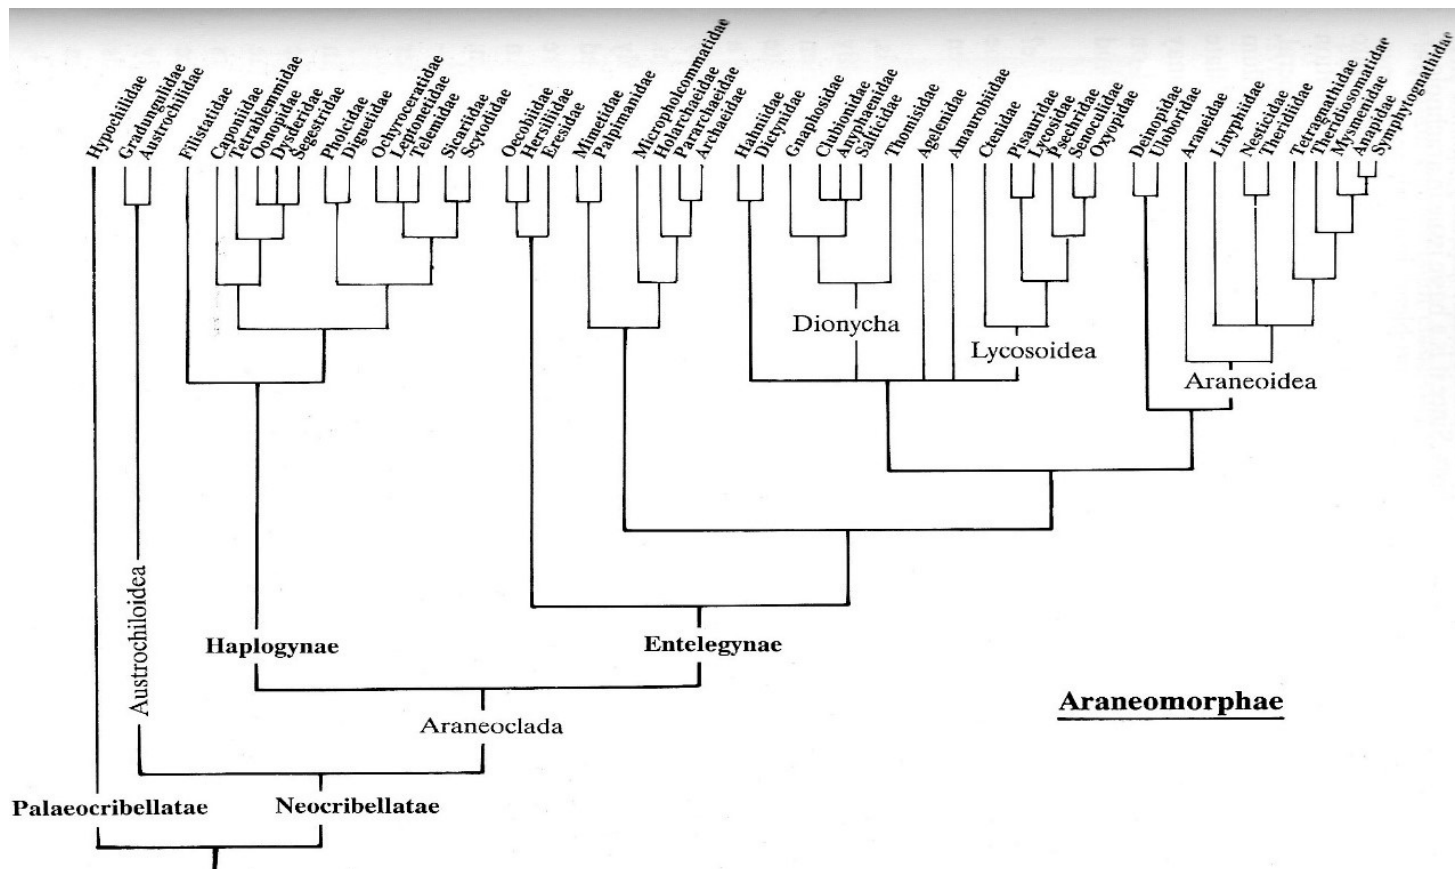 Hypochilidae
Gradungulidae
Austrochilidae
Filistatidae
Caponiidae
Tetrablemmidae
Oonopidae
Dysderidae
Segestriidae
Pholcidae
Diguetidae
Ochyroceratidae
Leptonetidae
Telemidae
Sicariidae
Scytodidae
Oecobiidae
Hersiliidae
Eresidae
Mimetidae
Palpimanidae
Micropholcommatidae
Holarchaeidae
Pararchaeidae
Archaeidae
Hahniidae
Dictynidae
Gnaphosidae
Clubionidae
Anyphaenidae
Salticidae
Thomisidae
Agelenidae
Amaurobiidae
Ctenidae
Pisauridae
Lycosidae
Psechridae
Senoculidae
Oxyopidae
Deinopidae
Uloboridae
Araneidae
Linyphiidae
Nesticidae
Theridiidae
Tetragnathidae
Theridiosomatidae
Mysmenidae
Anapidae
Symphytognathidae
Dionycha
Lycosoidea
Araneoidea
Austrochiloidea
Haplogynae
Entelegynae
Araneomorphae
Araneoclada
Palaeocribellatae
Neocribellatae